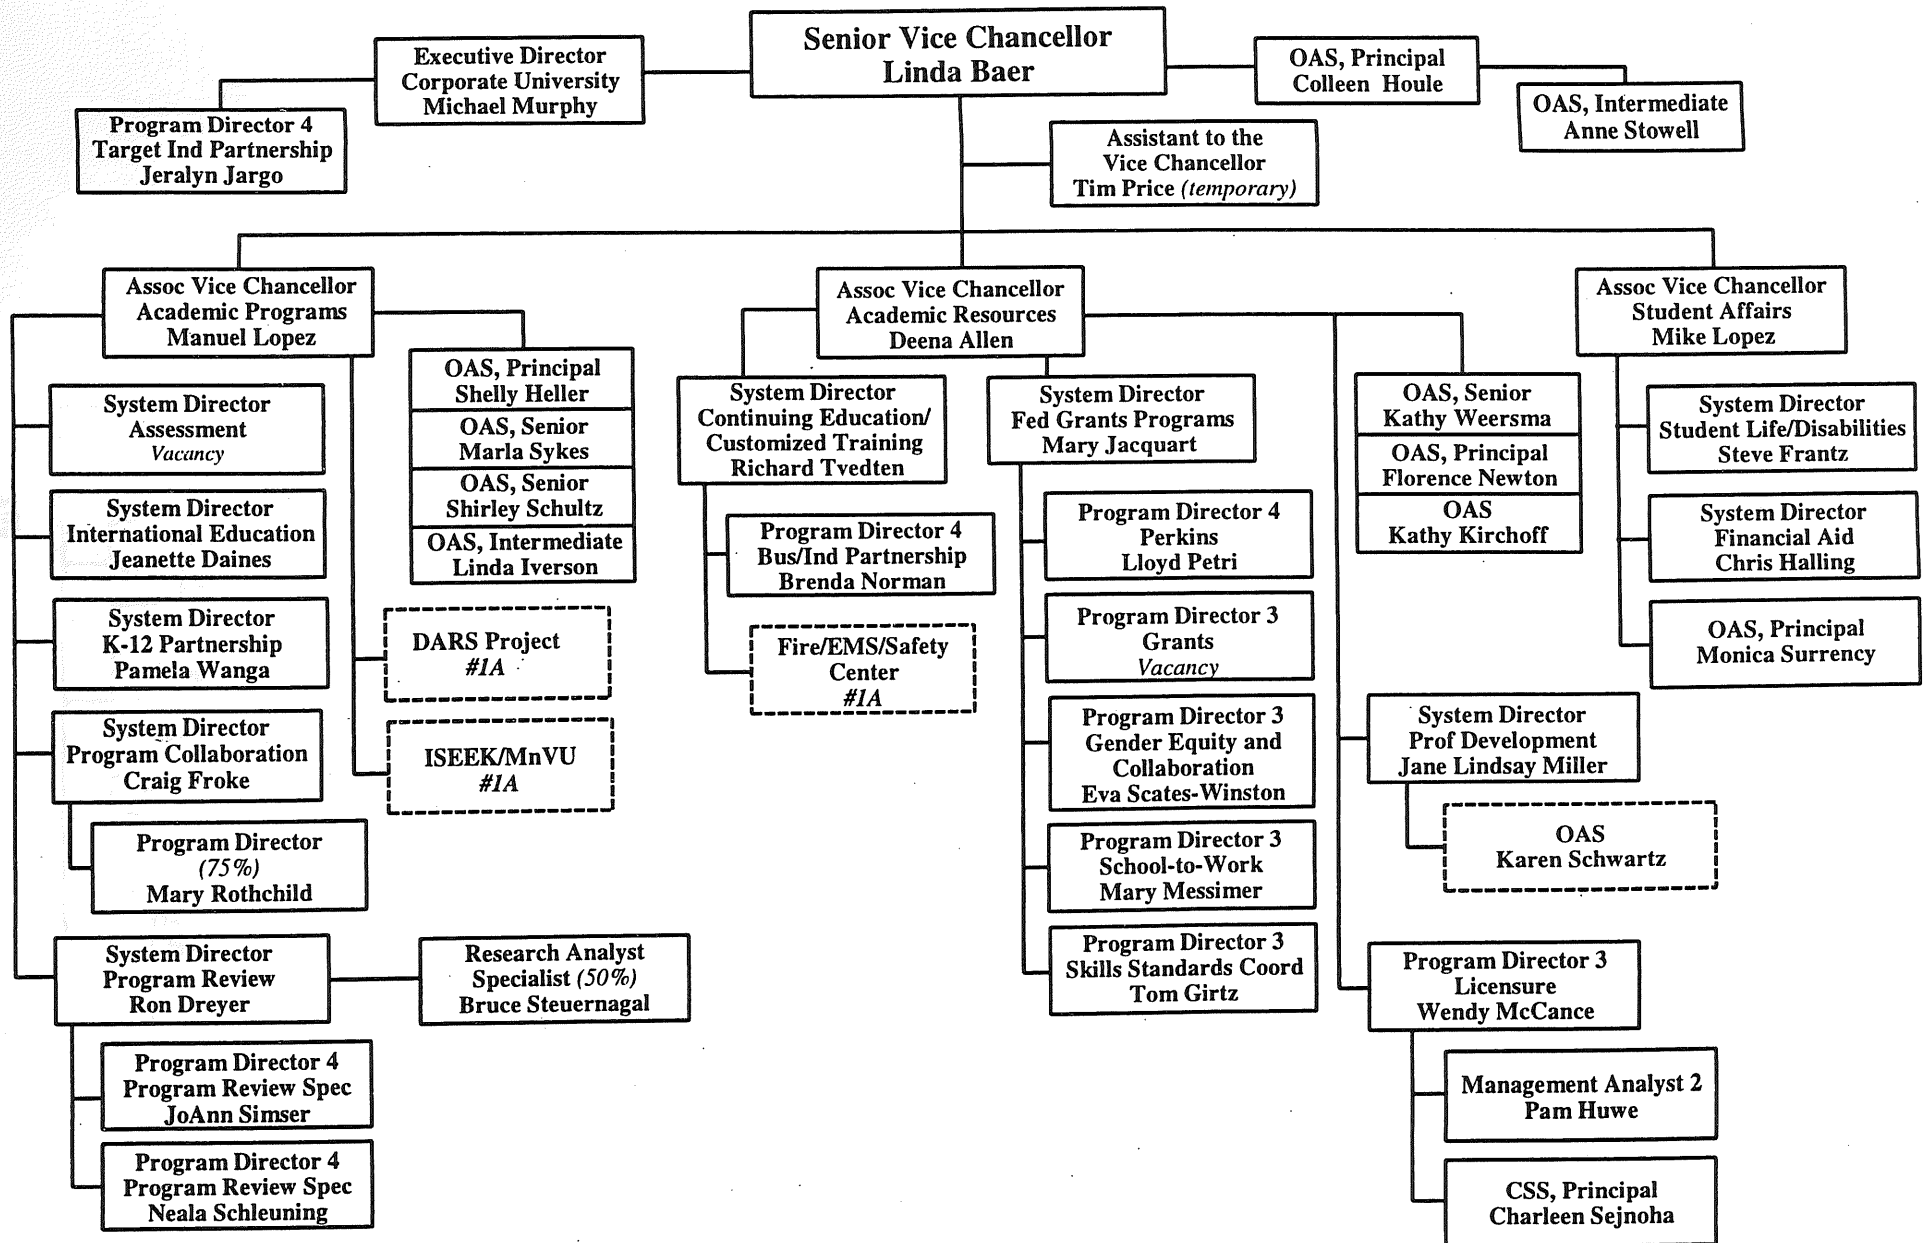 Senior Vice Chancellor
Linda Baer
Executive Director
Corporate University
Michael Murphy
Program Director 4
Target Ind Partnership
Jeralyn Jargo
OAS, Principal
Colleen Houle
OAS, Intermediate
Anne Stowell
Assistant to the
Vice Chancellor
Tim Price (temporary)
Assoc Vice Chancellor
Academic Programs
Manuel Lopez
System Director
Assessment
Vacancy
System Director
International Education
Jeanette Daines
System Director
K-12 Partnership
Pamela Wanga
System Director
Program Collaboration
Craig Froke
Program Director
(75%)
Mary Rothchild
System Director
Program Review
Ron Dreyer
Research Analyst
Specialist (50%)
Bruce Steuernagal
Program Director 4
Program Review Spec
JoAnn Simser
Program Director 4
Program Review Spec
Neala Schleuning
OAS, Principal
Shelly Heller
OAS, Senior
Marla Sykes
OAS, Senior
Shirley Schultz
OAS, Intermediate
Linda Iverson
DARS Project
#1A
ISEEK/MnVU
#1A
Assoc Vice Chancellor
Academic Resources
Deena Allen
System Director
Continuing Education/
Customized Training
Richard Tvedten
Program Director 4
Bus/Ind Partnership
Brenda Norman
Fire/EMS/Safety
Center
#1A
System Director
Fed Grants Programs
Mary Jacquart
Program Director 4
Perkins
Lloyd Petri
Program Director 3
Grants
Vacancy
Program Director 3
Gender Equity and
Collaboration
Eva Scates-Winston
Program Director 3
School-to-Work
Mary Messimer
Program Director 3
Skills Standards Coord
Tom Girtz
OAS, Senior
Kathy Weersma
OAS, Principal
Florence Newton
OAS
Kathy Kirchoff
System Director
Prof Development
Jane Lindsay Miller
OAS
Karen Schwartz
Program Director 3
Licensure
Wendy McCance
Management Analyst 2
Pam Huwe
CSS, Principal
Charleen Sejnoha
Assoc Vice Chancellor
Student Affairs
Mike Lopez
System Director
Student Life/Disabilities
Steve Frantz
System Director
Financial Aid
Chris Halling
OAS, Principal
Monica Surrency